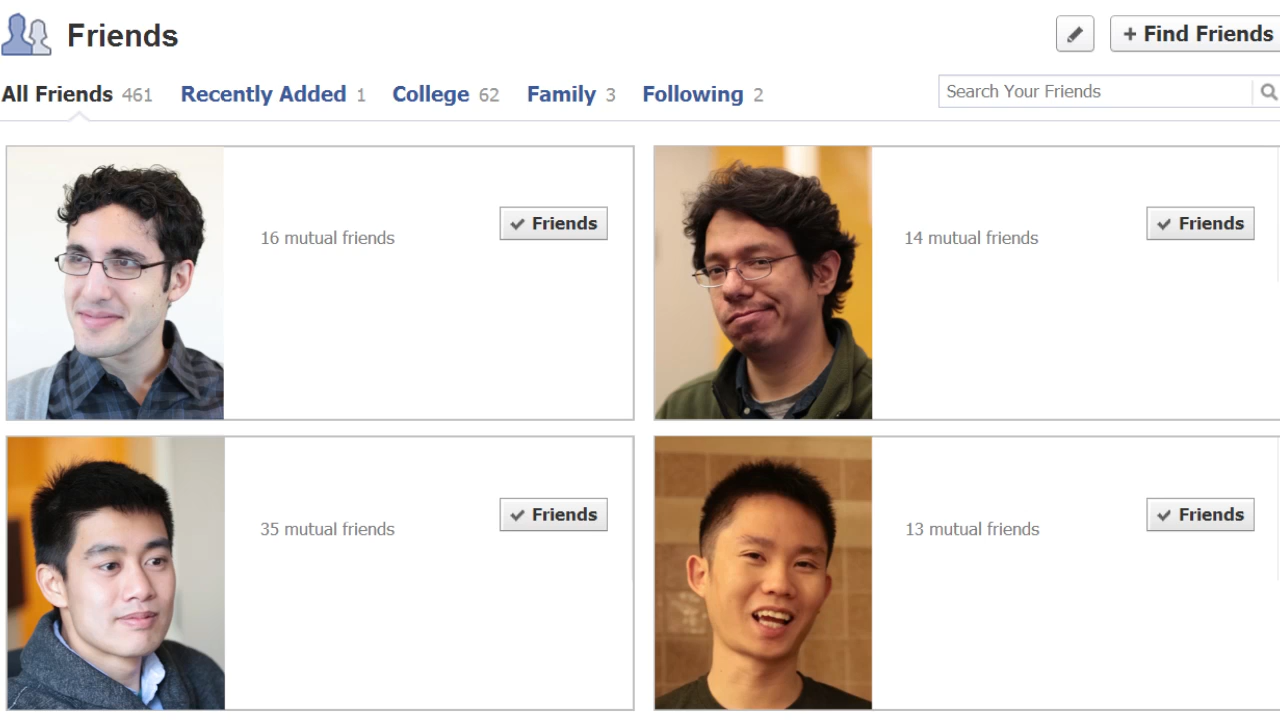 Friends
+ Find Friends
All Friends 461 Recently Added 1 College 62 Family 3 Following 2
Search Your Friends
16 mutual friends
Friends
14 mutual friends
Friends
35 mutual friends
Friends
13 mutual friends
Friends